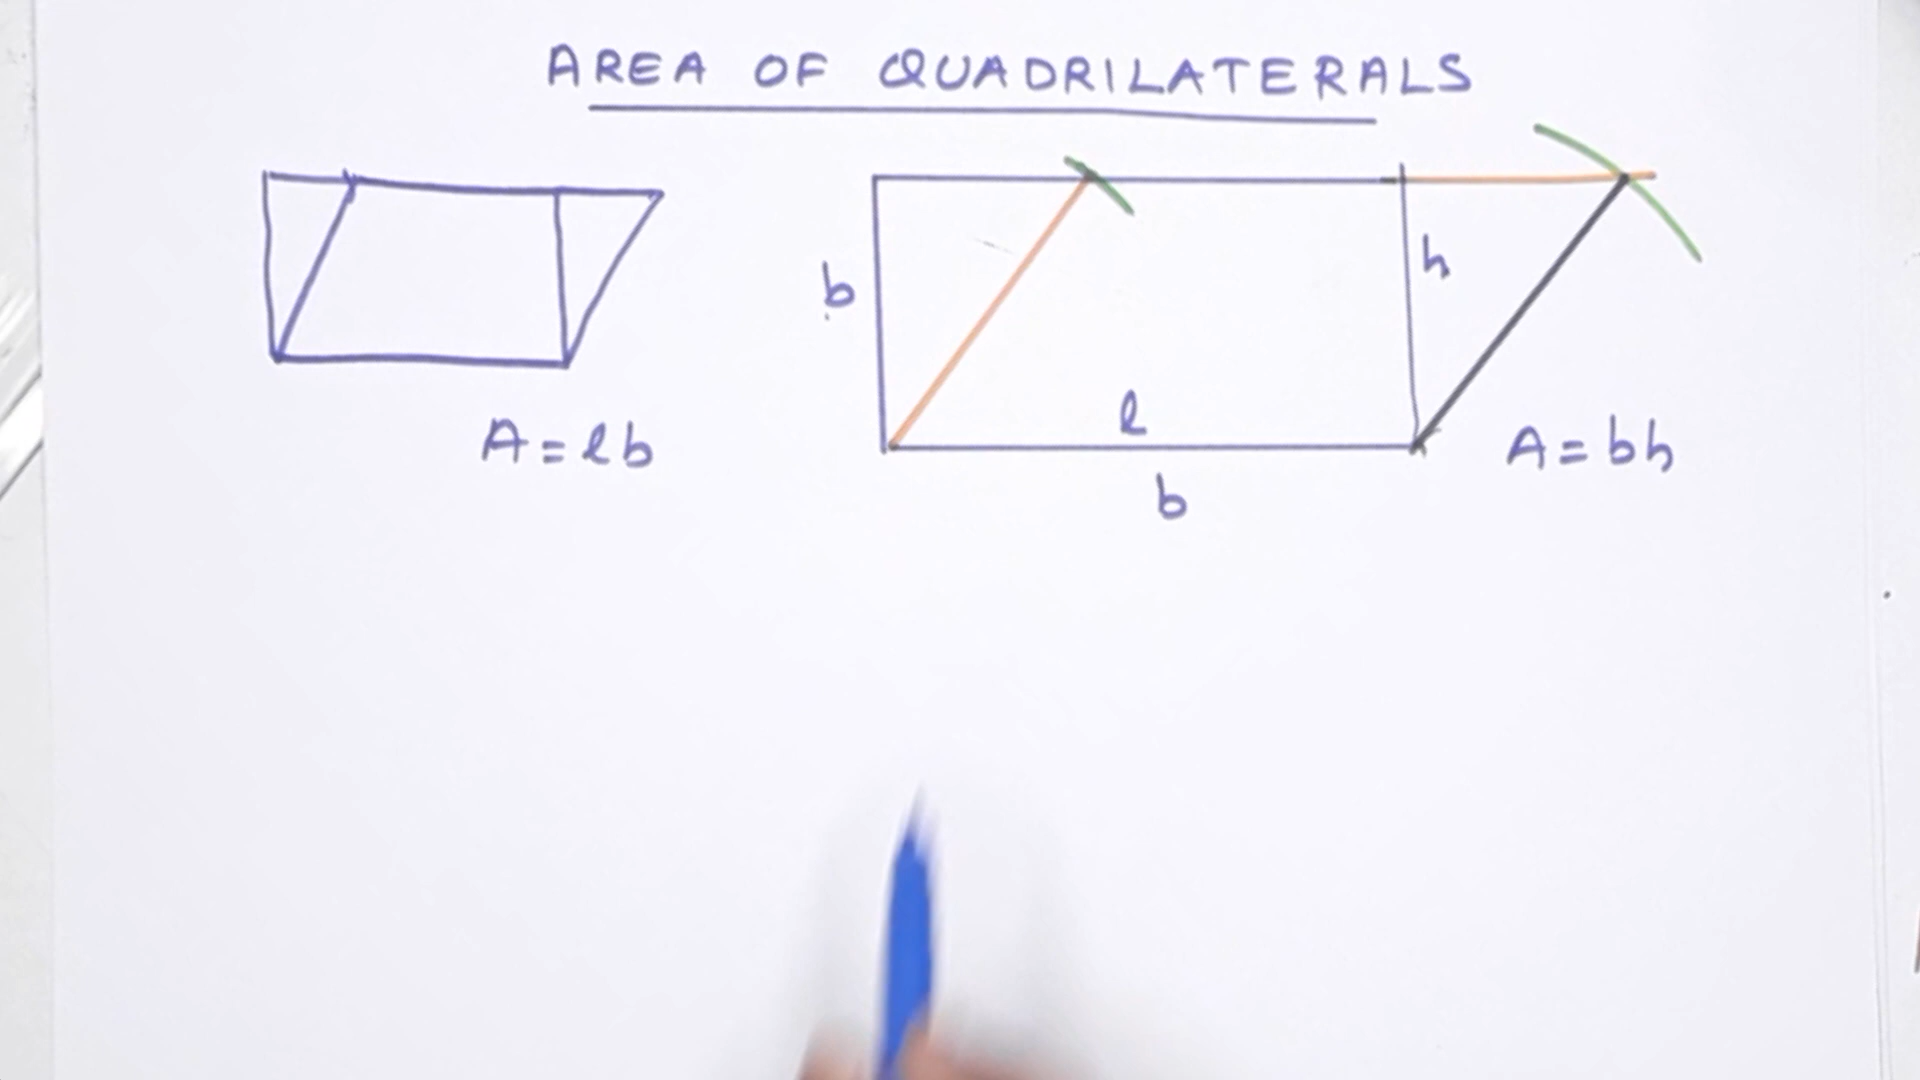 AREA OF QUADRILATERALS
b
h
l
A = lb
A = bh
b